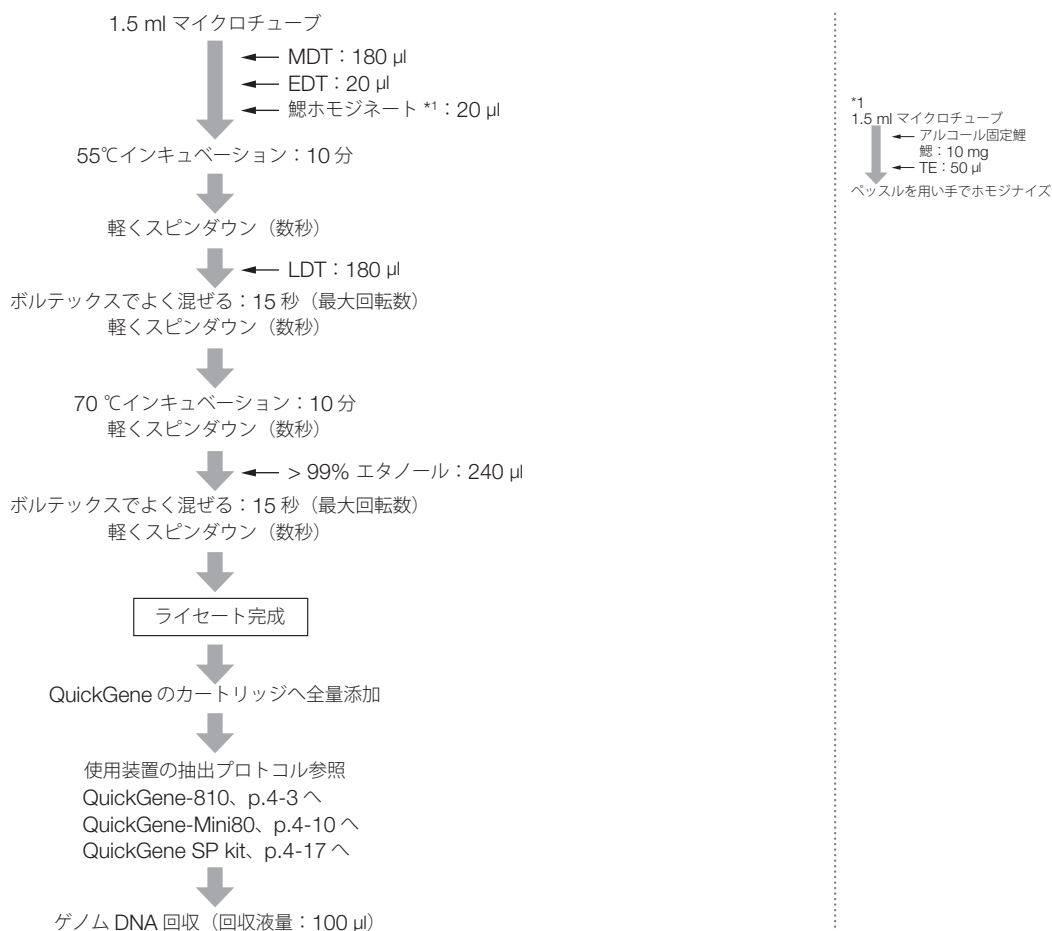 1.5 ml マイクロチューブ
MDT：180 μl
EDT：20 μl
鰓ホモジネート *1：20 μl
55℃インキュベーション：10 分
軽くスピンダウン（数秒）
LDT：180 μl
ボルテックスでよく混ぜる：15 秒（最大回転数）
軽くスピンダウン（数秒）
70 ℃インキュベーション：10 分
軽くスピンダウン（数秒）
> 99% エタノール：240 μl
ボルテックスでよく混ぜる：15 秒（最大回転数）
軽くスピンダウン（数秒）
ライセート完成
QuickGene のカートリッジへ全量添加
使用装置の抽出プロトコル参照
QuickGene-810、p.4-3 へ
QuickGene-Mini80、p.4-10 へ
QuickGene SP kit、p.4-17 へ
ゲノム DNA 回収（回収液量：100 μl）
*1
1.5 ml マイクロチューブ
アルコール固定鯉
鰓：10 mg
TE：50 μl
ペッスルを用い手でホモジナイズ